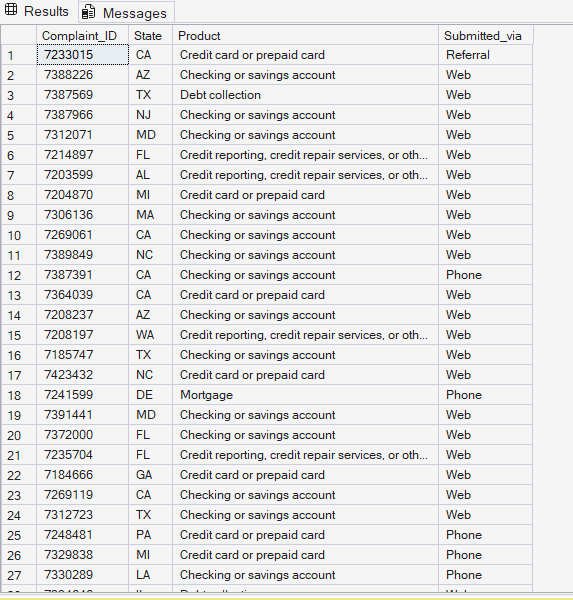 Results Messages
Complaint_ID State Product Submitted_via
1 7233015 CA Credit card or prepaid card Referral
2 7388226 AZ Checking or savings account Web
3 7387569 TX Debt collection Web
4 7387966 NJ Checking or savings account Web
5 7312071 MD Checking or savings account Web
6 7214897 FL Credit reporting, credit repair services, or oth... Web
7 7203599 AL Credit reporting, credit repair services, or oth... Web
8 7204870 MI Credit card or prepaid card Web
9 7306136 MA Checking or savings account Web
10 7269061 CA Checking or savings account Web
11 7389849 NC Checking or savings account Web
12 7387391 CA Checking or savings account Phone
13 7364039 CA Credit card or prepaid card Web
14 7208237 AZ Checking or savings account Web
15 7208197 WA Credit reporting, credit repair services, or oth... Web
16 7185747 TX Checking or savings account Web
17 7423432 NC Credit card or prepaid card Web
18 7241599 DE Mortgage Phone
19 7391441 MD Checking or savings account Web
20 7372000 FL Checking or savings account Web
21 7235704 FL Credit reporting, credit repair services, or oth... Web
22 7184666 GA Credit card or prepaid card Web
23 7269119 CA Checking or savings account Web
24 7312723 TX Checking or savings account Web
25 7248481 PA Credit card or prepaid card Phone
26 7329838 MI Credit card or prepaid card Phone
27 7330289 LA Checking or savings account Phone